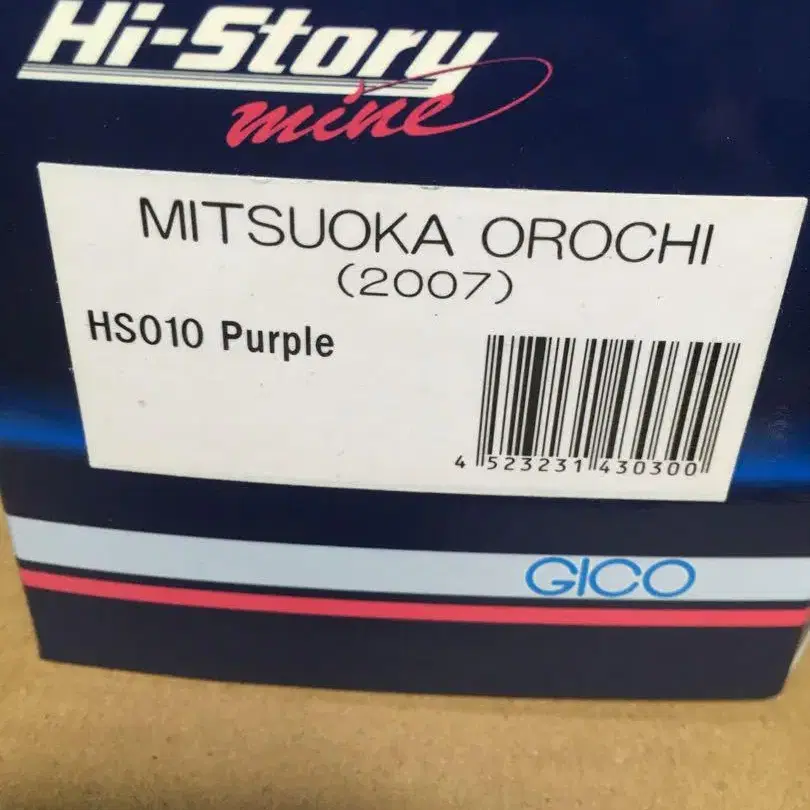 Hi-Story
mine
MITSUOKA OROCHI
(2007)
HS010 Purple
4 523231 430300
GICO